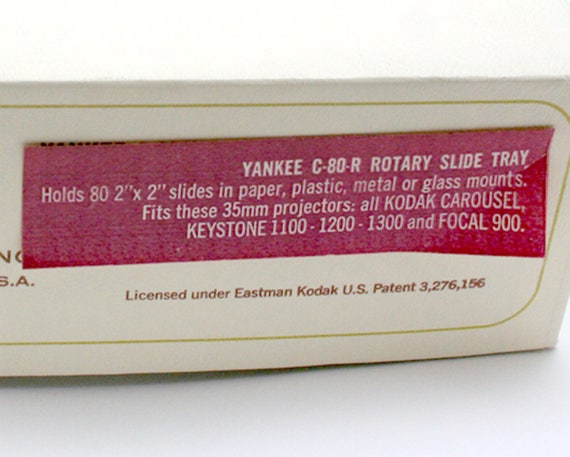 YANKEE C-80-R ROTARY SLIDE TRAY
Holds 80 2"x 2" slides in paper, plastic, metal or glass mounts.
Fits these 35mm projectors: all KODAK CAROUSEL,
KEYSTONE 1100 - 1200 - 1300 and FOCAL 900.
S.A.
Licensed under Eastman Kodak U.S. Patent 3,276,156